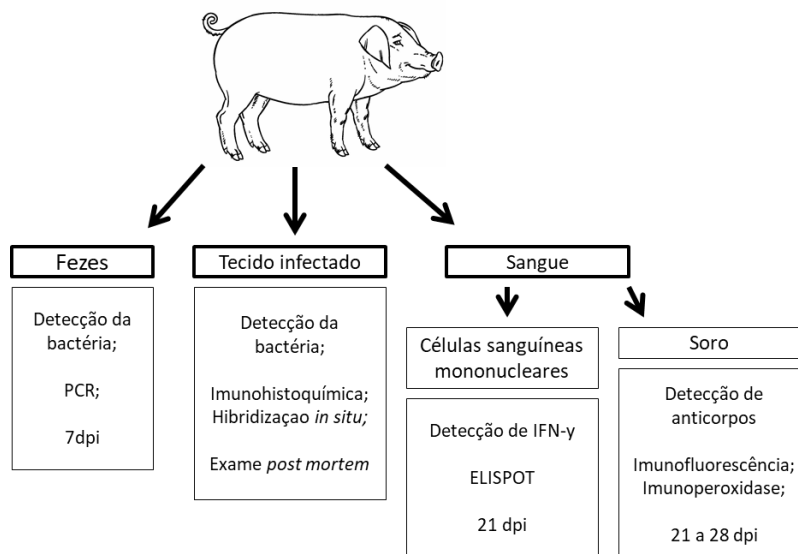 Fezes
Detecção da
bactéria;
PCR;
7dpi
Tecido infectado
Detecção da
bactéria;
Imunohistoquímica;
Hibridizaçao in situ;
Exame post mortem
Sangue
Células sanguíneas
mononucleares
Detecção de IFN-γ
ELISPOT
21 dpi
Soro
Detecção de
anticorpos
Imunofluorescência;
Imunoperoxidase;
21 a 28 dpi